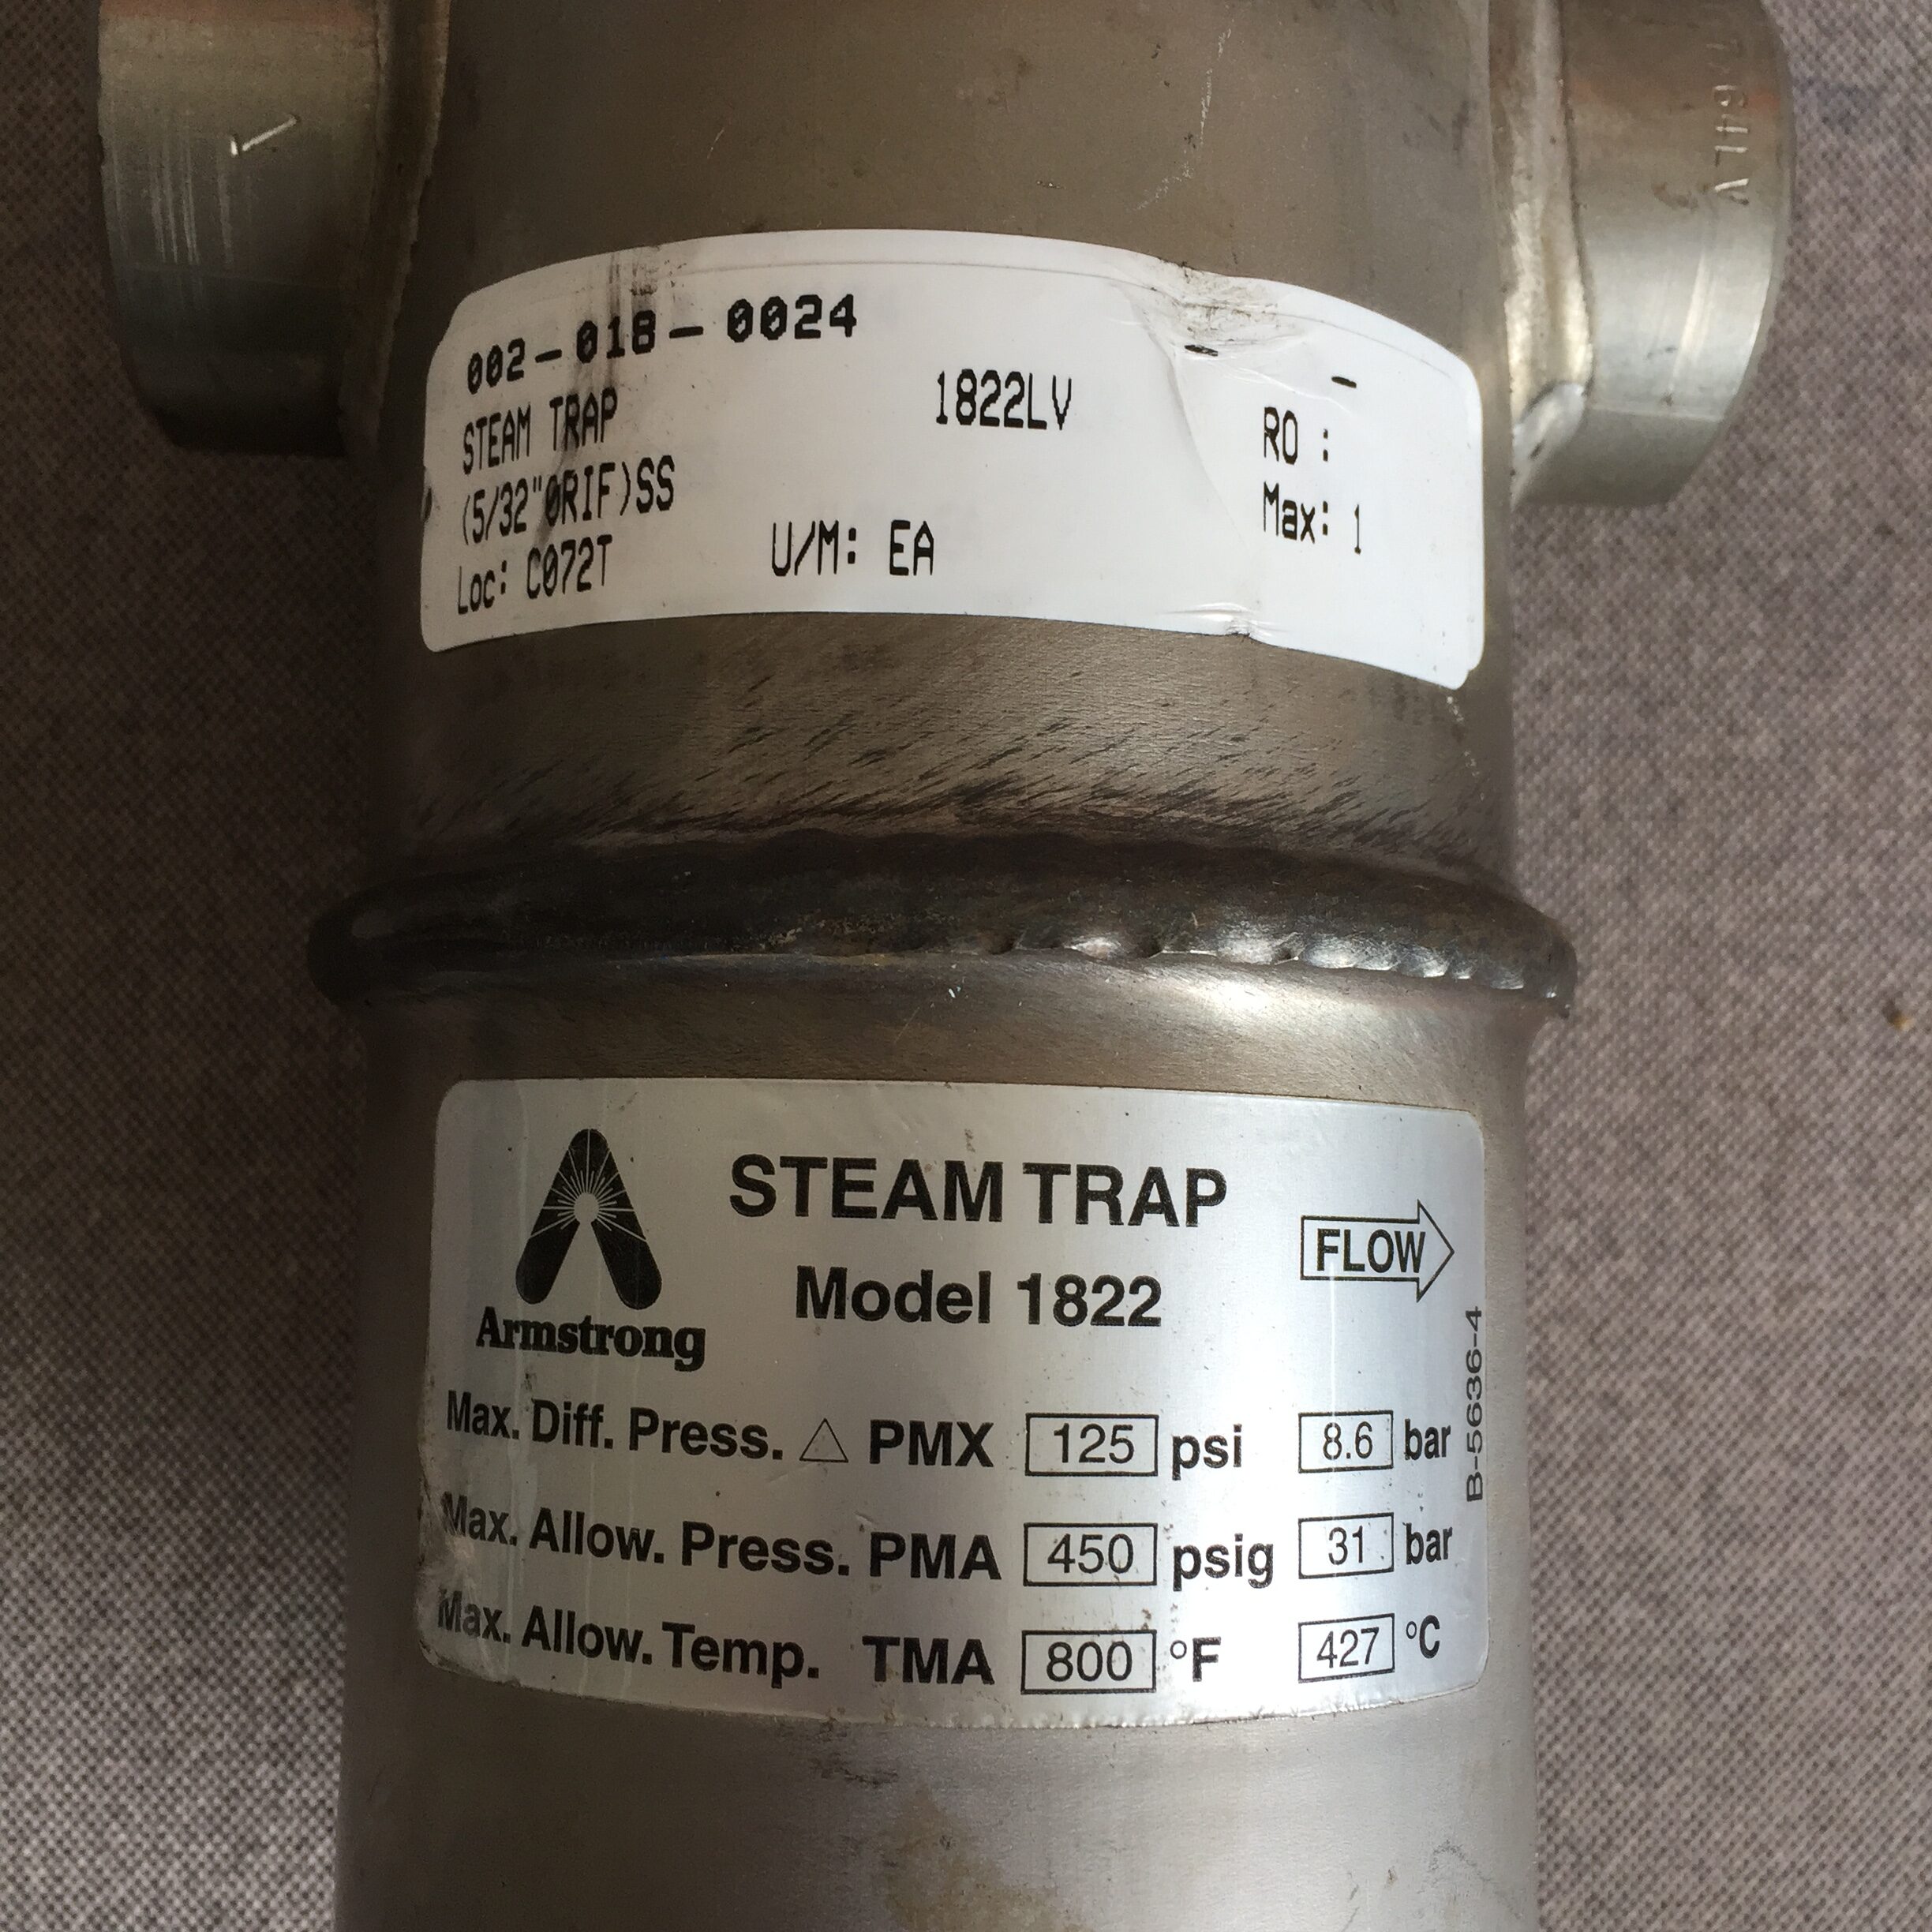 002-018-0024
STEAM TRAP 1822LV RO :
(5/32"ORIF)SS Max: 1
Loc: C072T U/M: EA
STEAM TRAP
Model 1822
FLOW
Armstrong
Max. Diff. Press. △ PMX 125 psi 8.6 bar
Max. Allow. Press. PMA 450 psig 31 bar
Max. Allow. Temp. TMA 800 °F 427 °C
B-5636-4